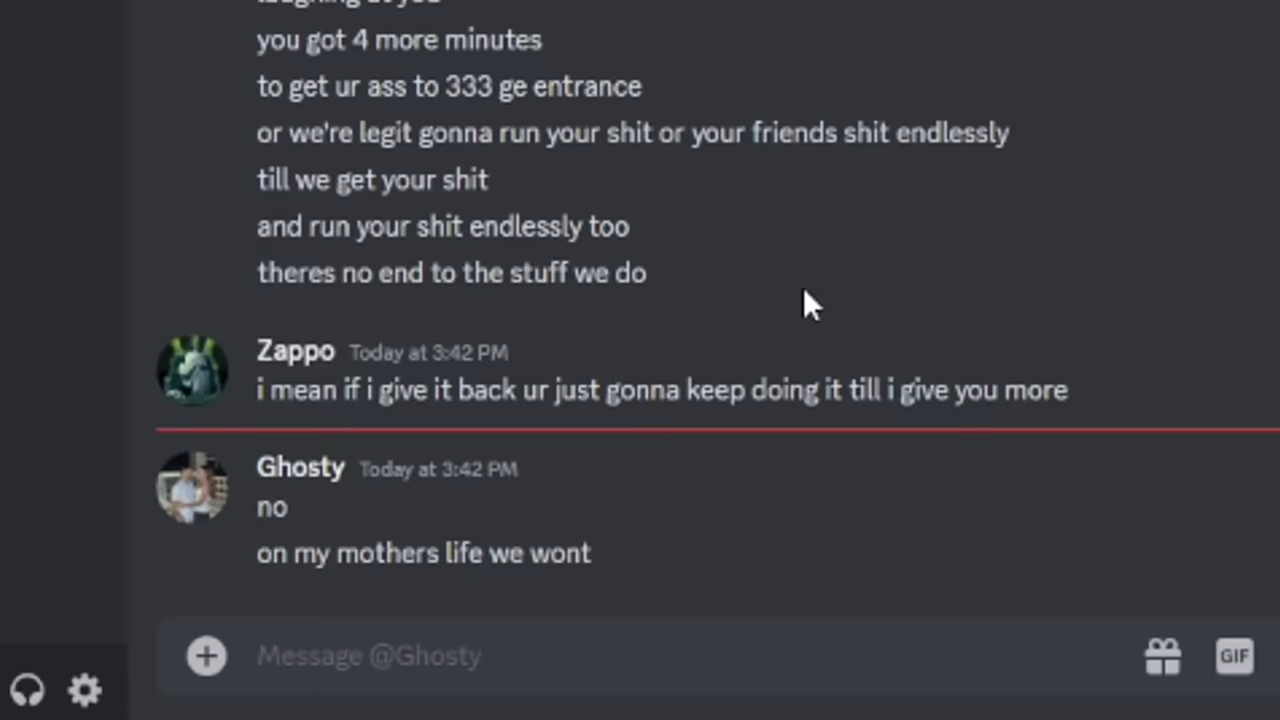 laughing at you
you got 4 more minutes
to get ur ass to 333 ge entrance
or we're legit gonna run your shit or your friends shit endlessly
till we get your shit
and run your shit endlessly too
theres no end to the stuff we do
Zappo Today at 3:42 PM
i mean if i give it back ur just gonna keep doing it till i give you more
Ghosty Today at 3:42 PM
no
on my mothers life we wont
Message @Ghosty
GIF